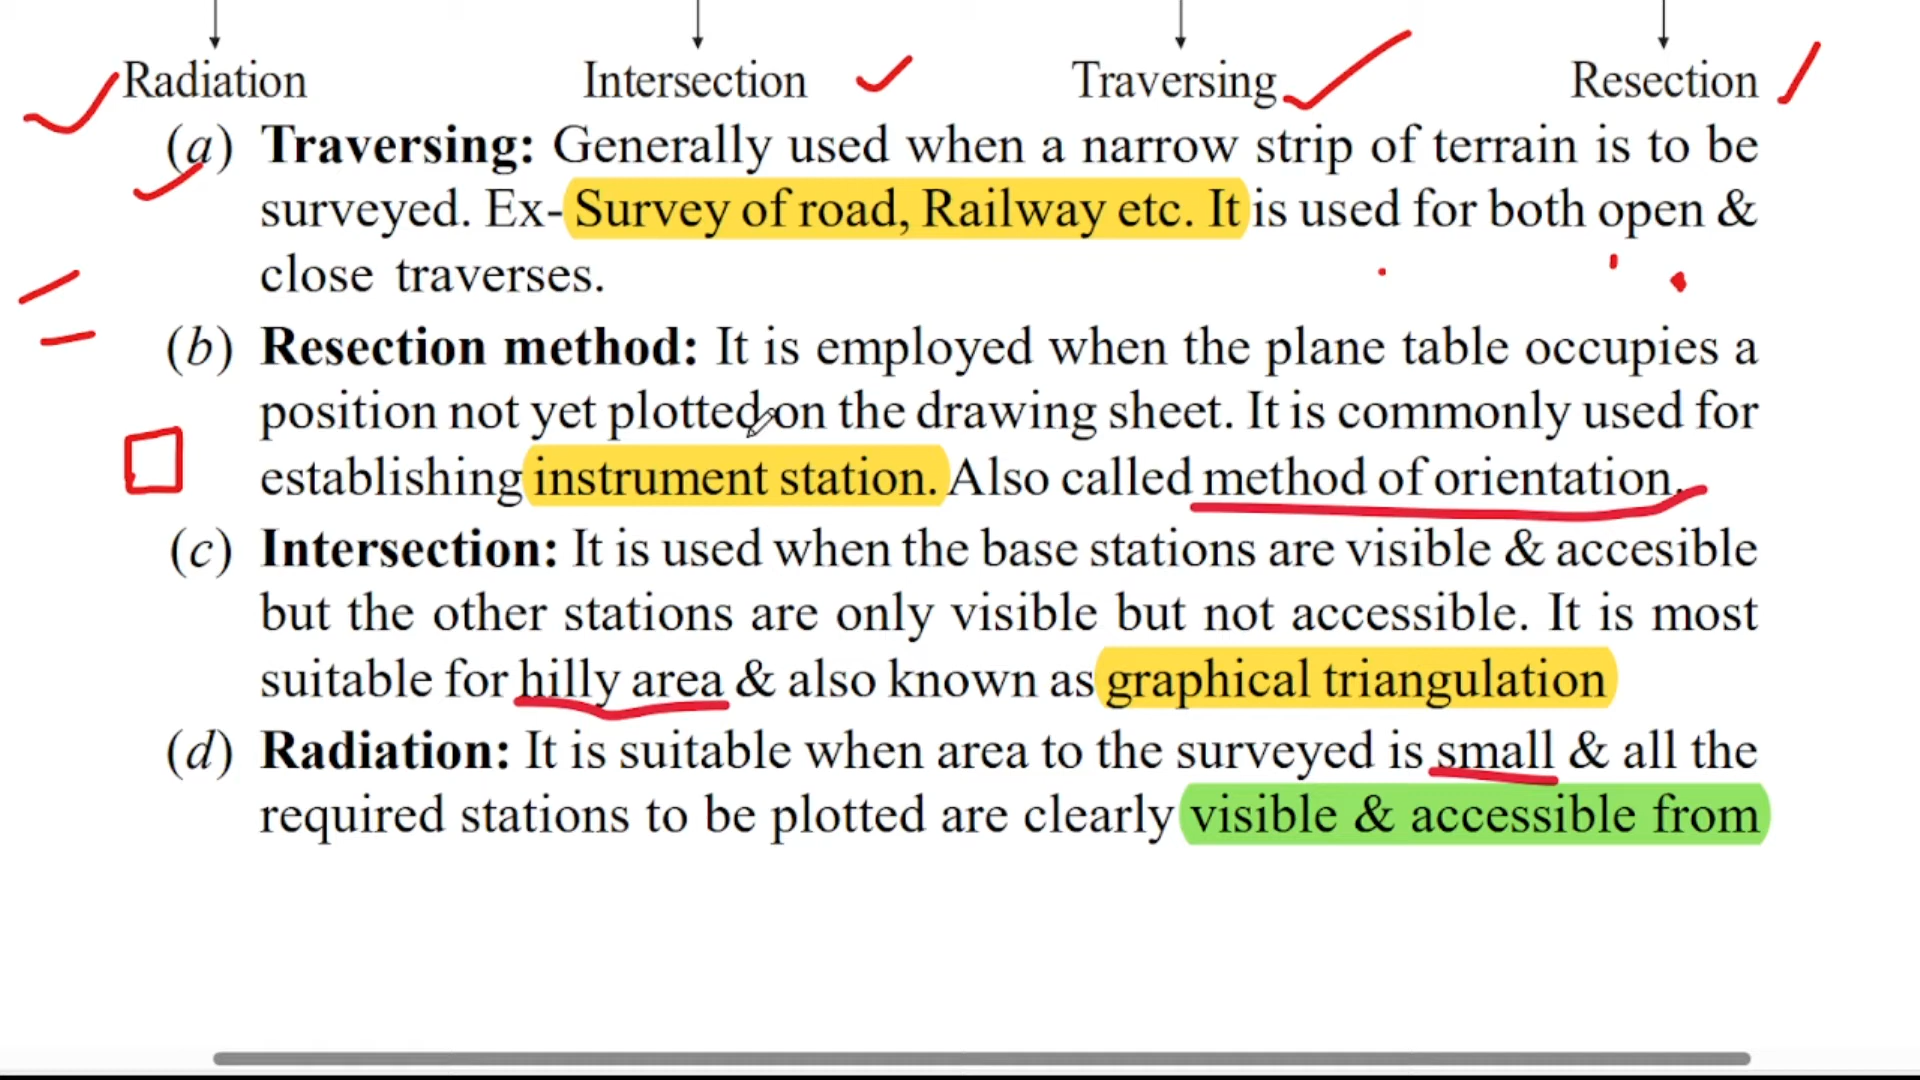 Radiation Intersection Traversing Resection
(a) Traversing: Generally used when a narrow strip of terrain is to be
surveyed. Ex- Survey of road, Railway etc. It is used for both open &
close traverses.
(b) Resection method: It is employed when the plane table occupies a
position not yet plotted on the drawing sheet. It is commonly used for
establishing instrument station. Also called method of orientation.
(c) Intersection: It is used when the base stations are visible & accesible
but the other stations are only visible but not accessible. It is most
suitable for hilly area & also known as graphical triangulation
(d) Radiation: It is suitable when area to the surveyed is small & all the
required stations to be plotted are clearly visible & accessible from